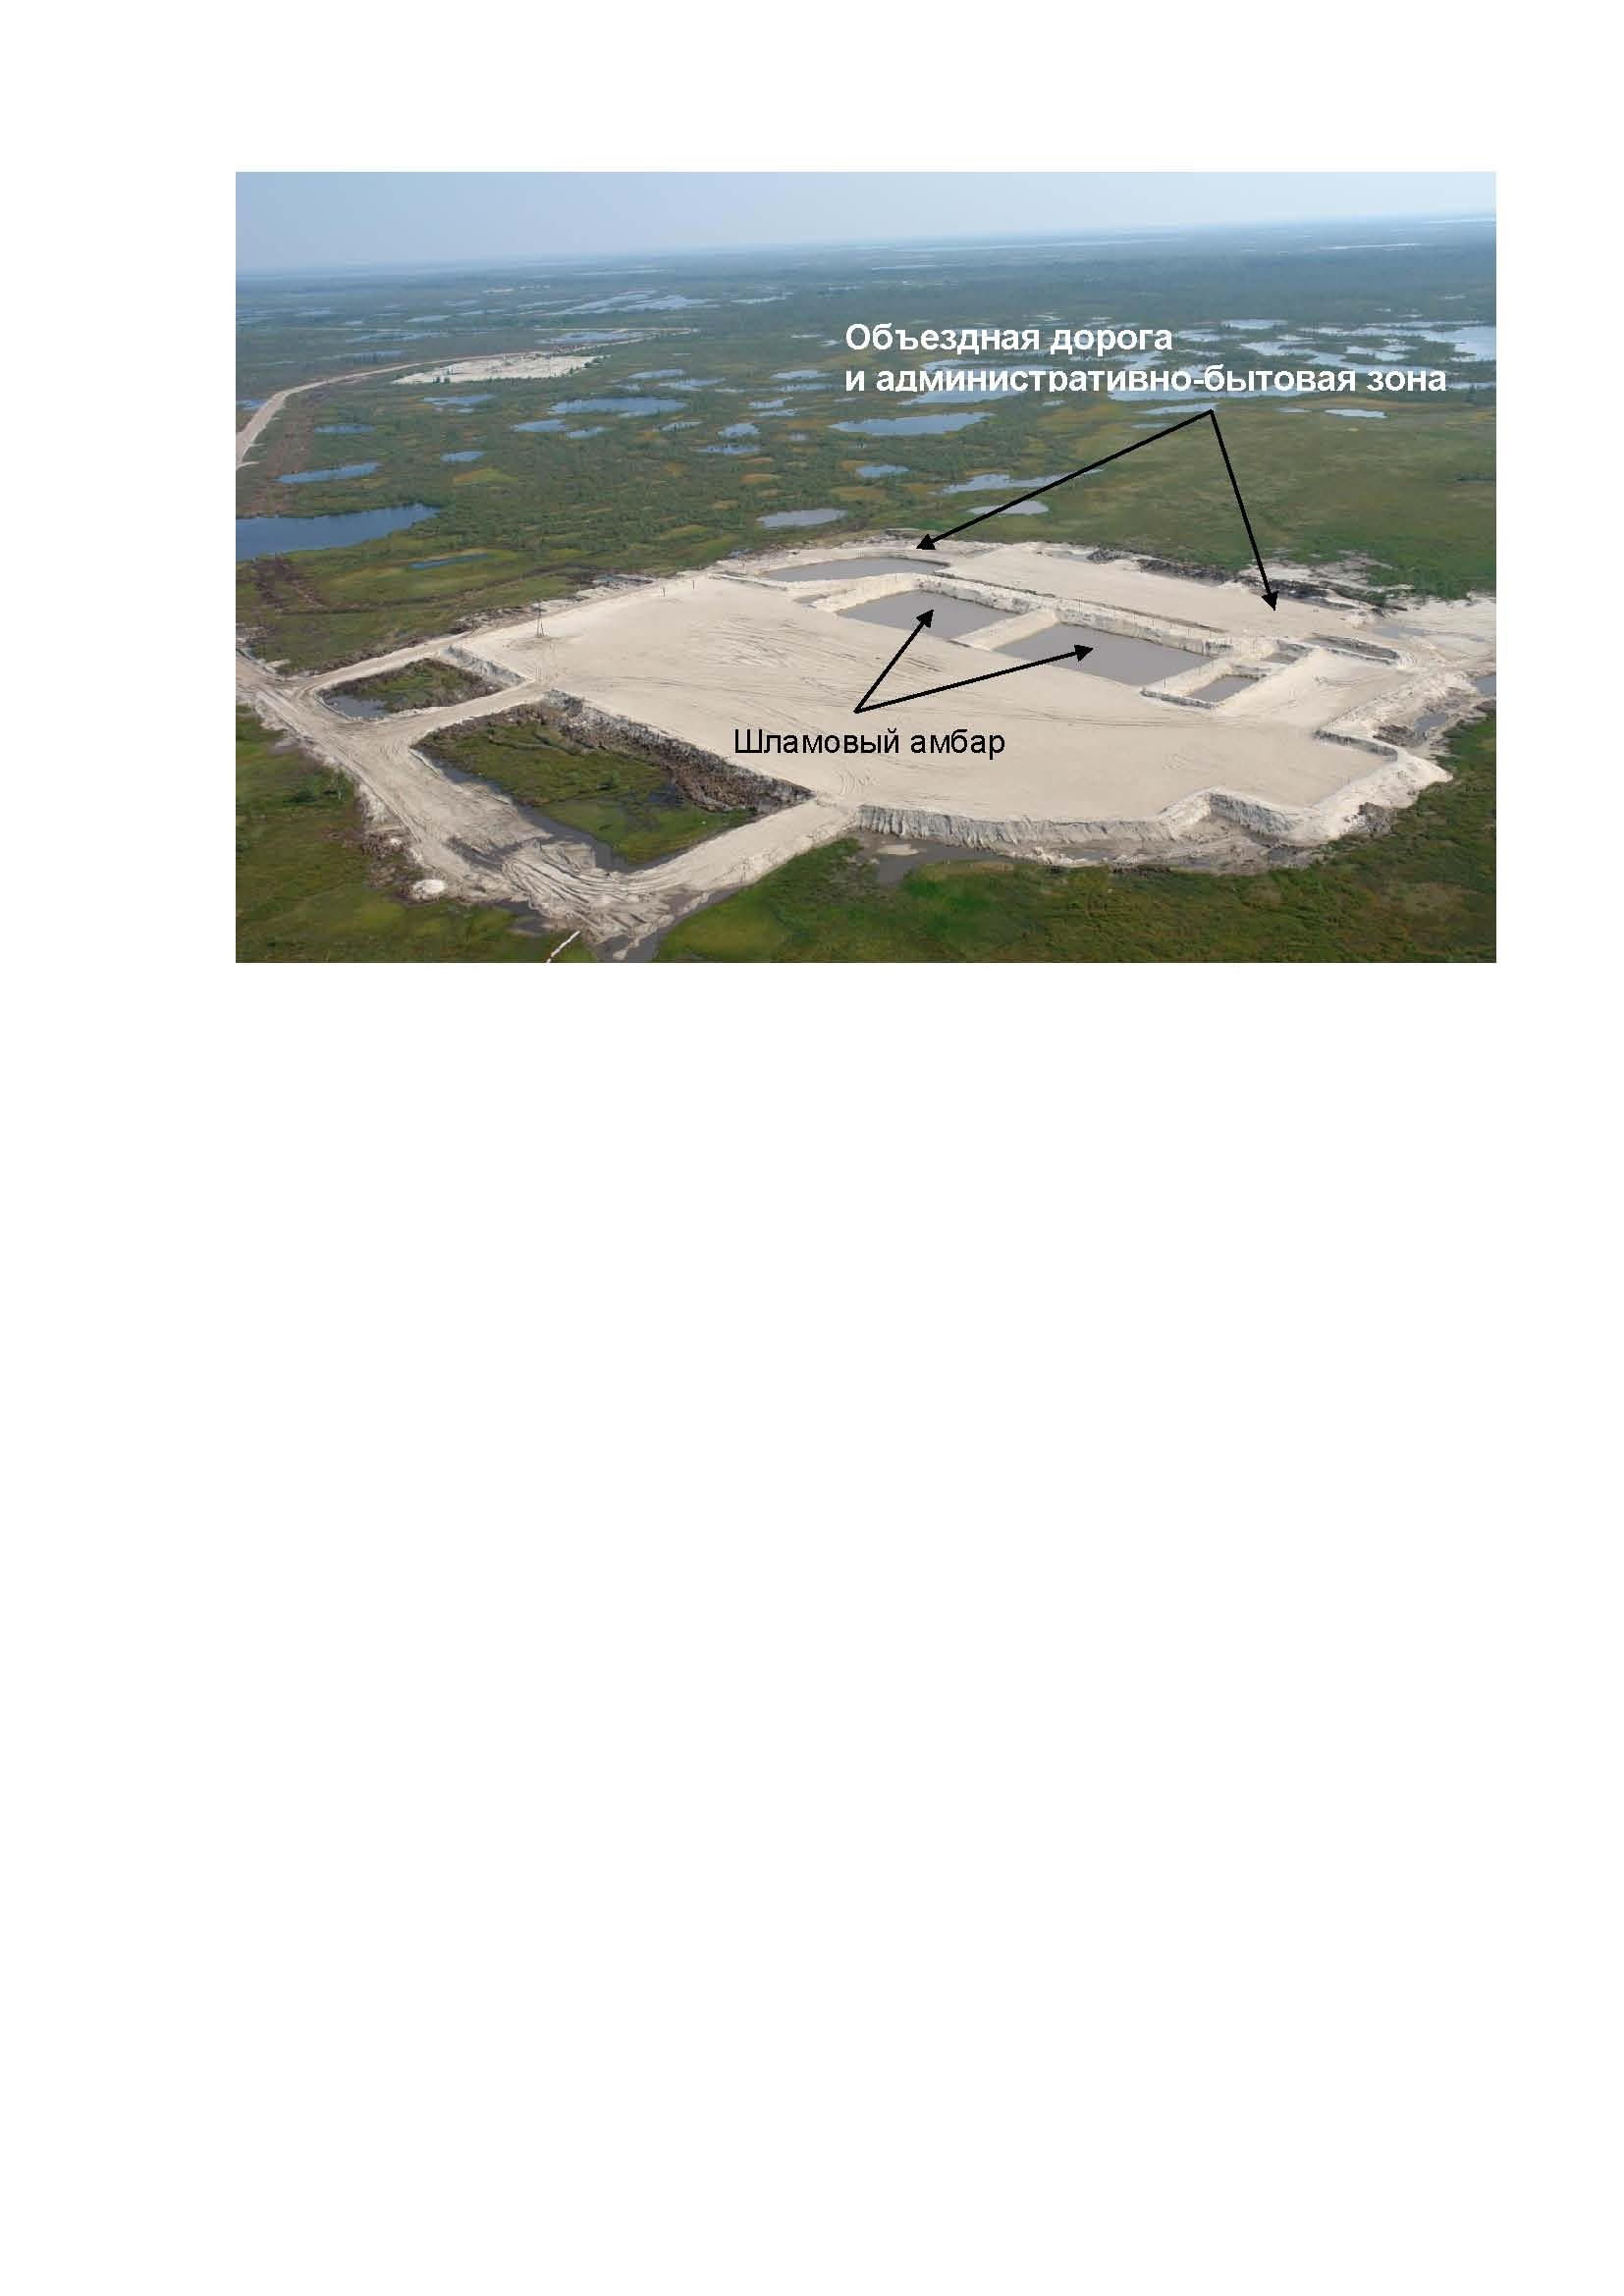 Объездная дорога
и административно-бытовая зона
Шламовый амбар